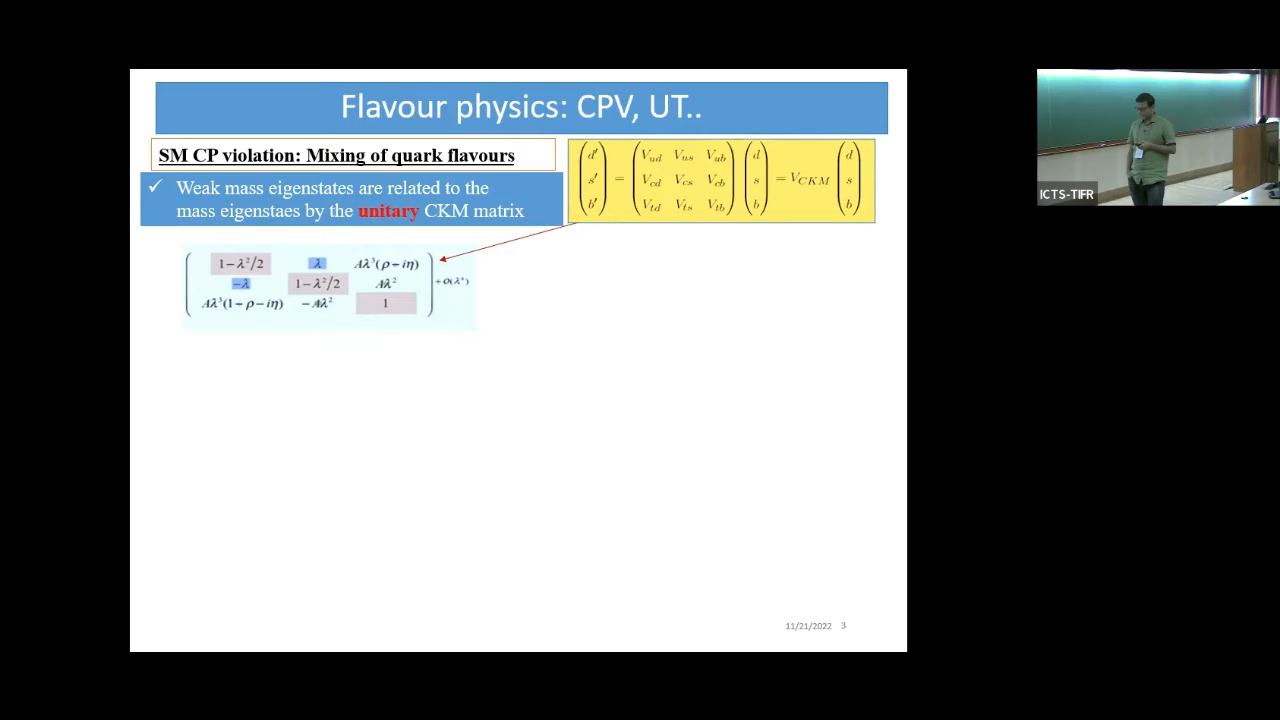 Flavour physics: CPV, UT..
SM CP violation: Mixing of quark flavours
✓ Weak mass eigenstates are related to the
mass eigenstaes by the unitary CKM matrix
d′ V_ud V_us V_ub d d
s′ = V_cd V_cs V_cb s = V_CKM s
b′ V_td V_ts V_tb b b
1−λ²/2 λ Aλ³(ρ−iη)
−λ 1−λ²/2 Aλ² +O(λ⁴)
Aλ³(1−ρ−iη) −Aλ² 1
ICTS-TIFR
11/21/2022 3